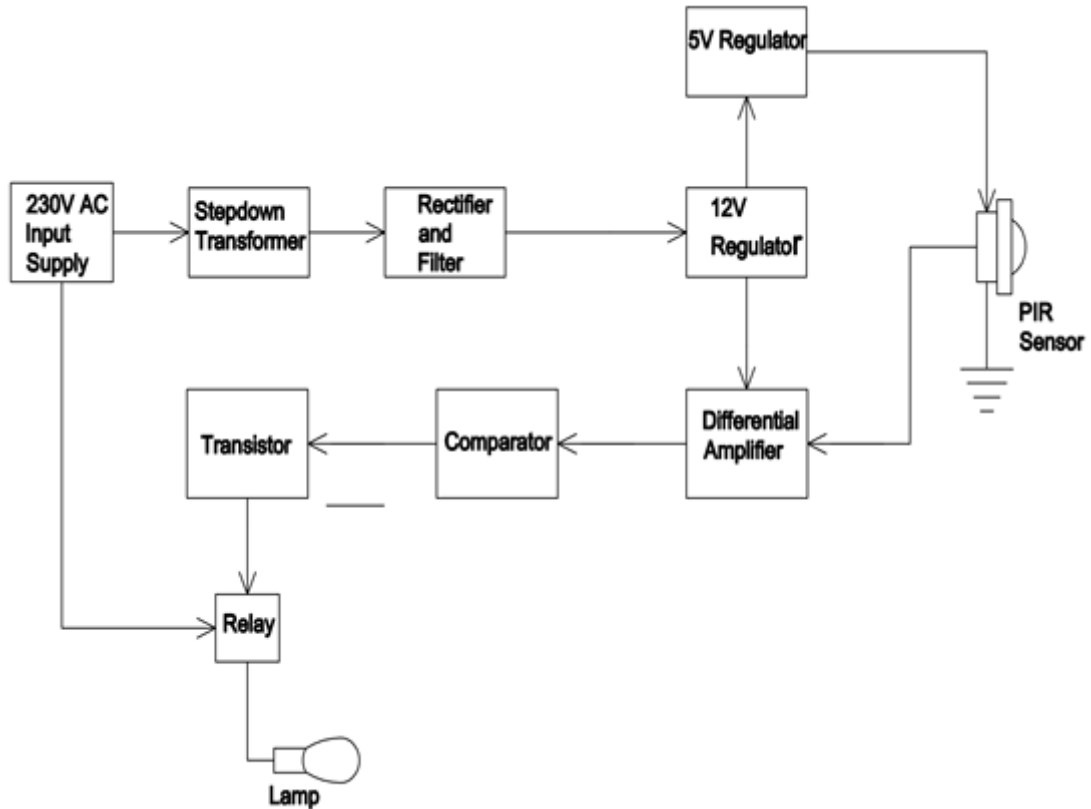 5V Regulator
230V AC
Input
Supply
Stepdown
Transformer
Rectifier
and
Filter
12V
Regulator
PIR
Sensor
Transistor
Comparator
Differential
Amplifier
Relay
Lamp